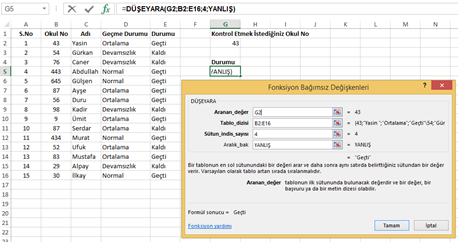 G5 =DÜŞEYARA(G2;B2:E16;4;YANLIŞ)
A B C D E F G H I J
1 S.No Okul No Adı Geçme Durumu Durumu Kontrol Etmek İstediğiniz Okul No
2 1 43 Yasin Ortalama Geçti 43
3 2 54 Gürkan Devamsızlık Kaldı
4 3 76 Caner Devamsızlık Kaldı Durumu
5 4 443 Abdullah Normal Geçti (YANLIŞ)
6 5 645 Gülşen Normal Geçti
7 6 87 Ayşe Ortalama Geçti
8 7 56 Duru Ortalama Geçti
9 8 98 Kadir Devamsızlık Kaldı
10 9 9 Ümit Ortalama Geçti
11 10 87 Serdar Ortalama Kaldı
12 11 434 Murat Normal Geçti
13 12 52 Ufuk Ortalama Geçti
14 13 83 Mustafa Ortalama Geçti
15 14 29 Alpay Devamsızlık Kaldı
16 15 30 İlkay Normal Geçti
Fonksiyon Bağımsız Değişkenleri
DÜŞEYARA
Aranan_değer G2 = 43
Tablo_dizisi B2:E16 = {43;"Yasin ";"Ortalama";"Geçti"\54;"Gür
Sütun_indis_sayısı 4 = 4
Aralık_bak YANLIŞ = YANLIŞ
= "Geçti"
Bir tablonun en sol sütunundaki bir değeri arar ve daha sonra aynı satırda belirttiğiniz sütundan bir değer
verir. Varsayılan olarak tablo artan sırada sıralanmalıdır.
Aranan_değer tablonun ilk sütununda bulunacak değerdir ve bir değer, bir
başvuru ya da bir metin dizesi olabilir.
Formül sonucu = Geçti
Fonksiyon yardımı
Tamam İptal